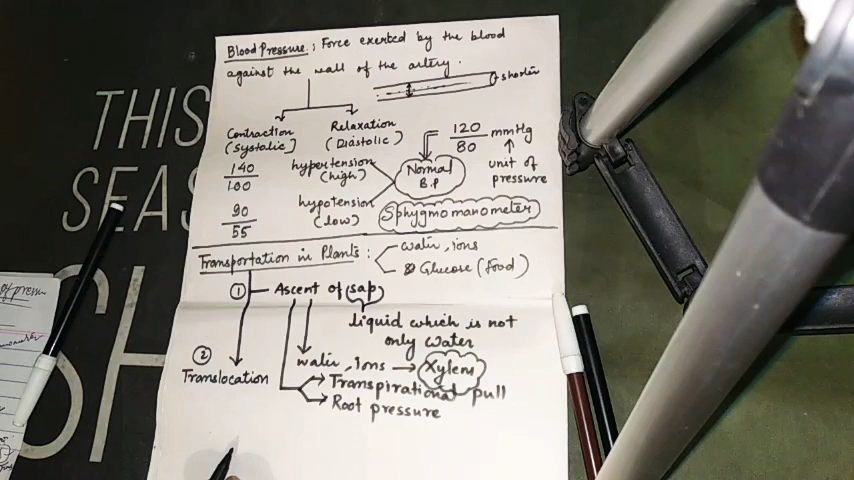 Blood Pressure : Force exerted by the blood
against the wall of the artery.
shorter
Contraction
(Systolic)
Relaxation
(Diastolic)
120
80
mmHg
unit of
pressure
140
100
hypertension
(high)
Normal
B.P
90
55
hypotension
(low)
Sphygmomanometer
Transportation in Plants :
water, ions
Glucose (Food)
① Ascent of (sap)
liquid which is not
only water
② Translocation
water, ions → Xylem
Transpirational pull
Root pressure
THIS
SEAS
SH